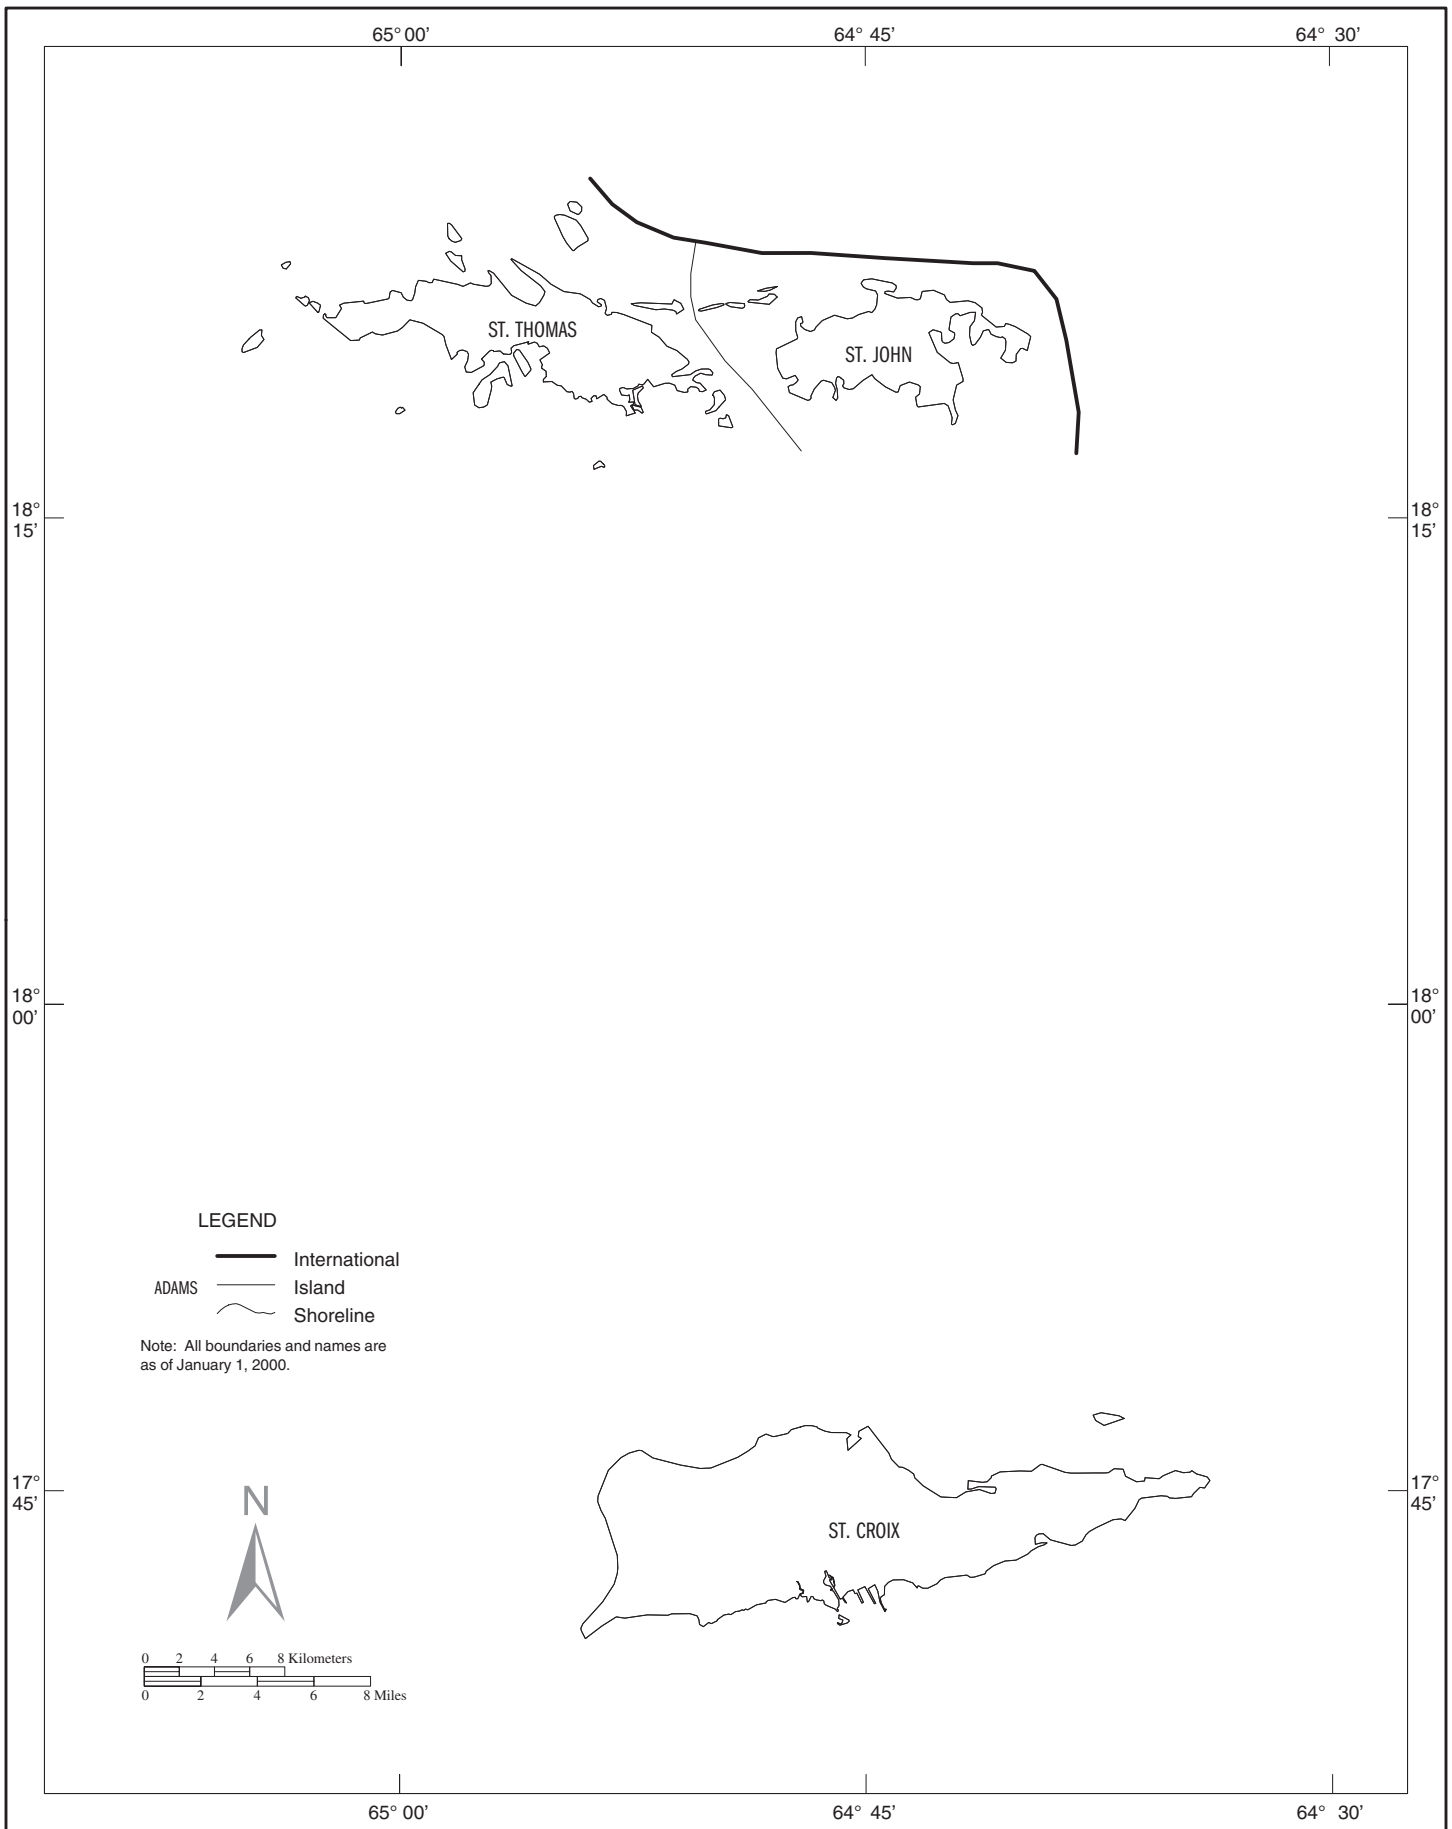 65° 00’ 64° 45’ 64° 30’
ST. THOMAS
ST. JOHN
18° 18°
15’ 15’
18° 18°
00’ 00’
LEGEND
International
ADAMS Island
Shoreline
Note: All boundaries and names are
as of January 1, 2000.
17° 17°
45’ 45’
N
ST. CROIX
0 2 4 6 8 Kilometers
0 2 4 6 8 Miles
65° 00’ 64° 45’ 64° 30’